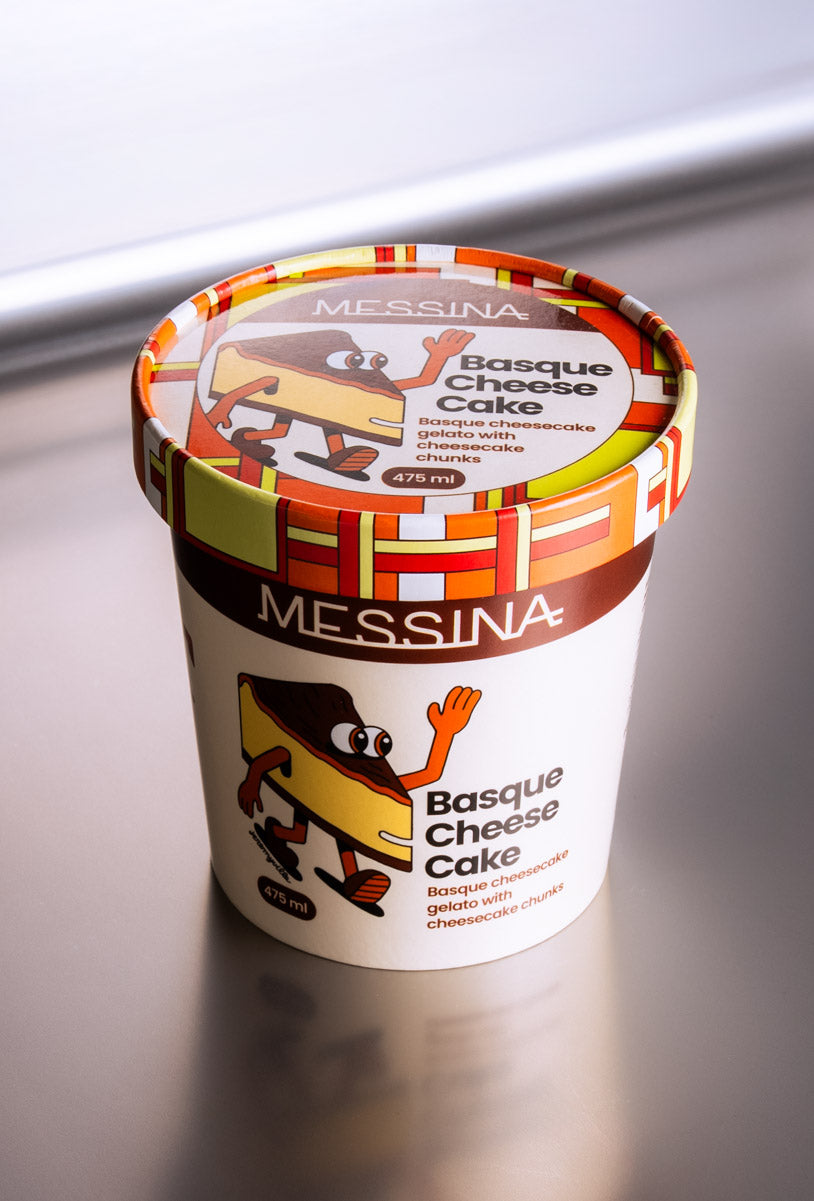 MESSINA
Basque
Cheese
Cake
Basque cheesecake
gelato with
cheesecake
chunks
475 ml
MESSINA
Basque
Cheese
Cake
Basque cheesecake
gelato with
cheesecake chunks
475 ml